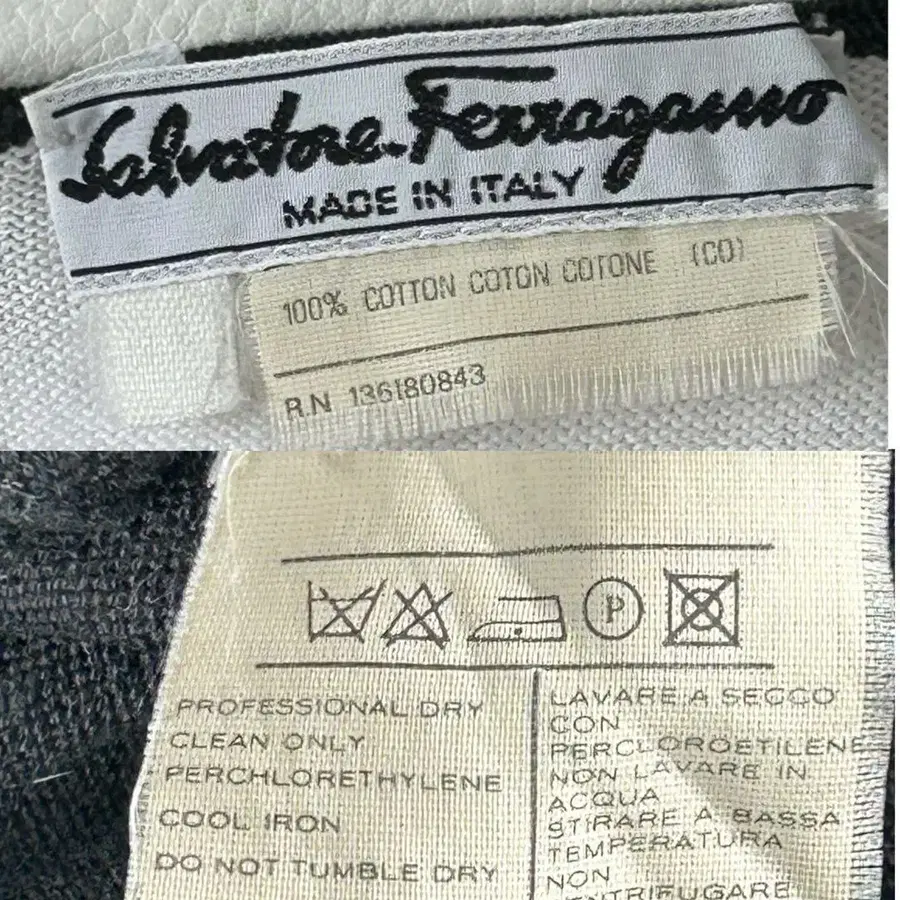 Salvatore Ferragamo
MADE IN ITALY
100% COTTON COTON COTONE (CO)
R.N 136180843
P
PROFESSIONAL DRY
CLEAN ONLY
PERCHLORETHYLENE
COOL IRON
DO NOT TUMBLE DRY
LAVARE A SECCO
CON
PERCLOROETILENE
NON LAVARE IN
ACQUA
STIRARE A BASSA
TEMPERATURA
NON
CENTRIFUGARE